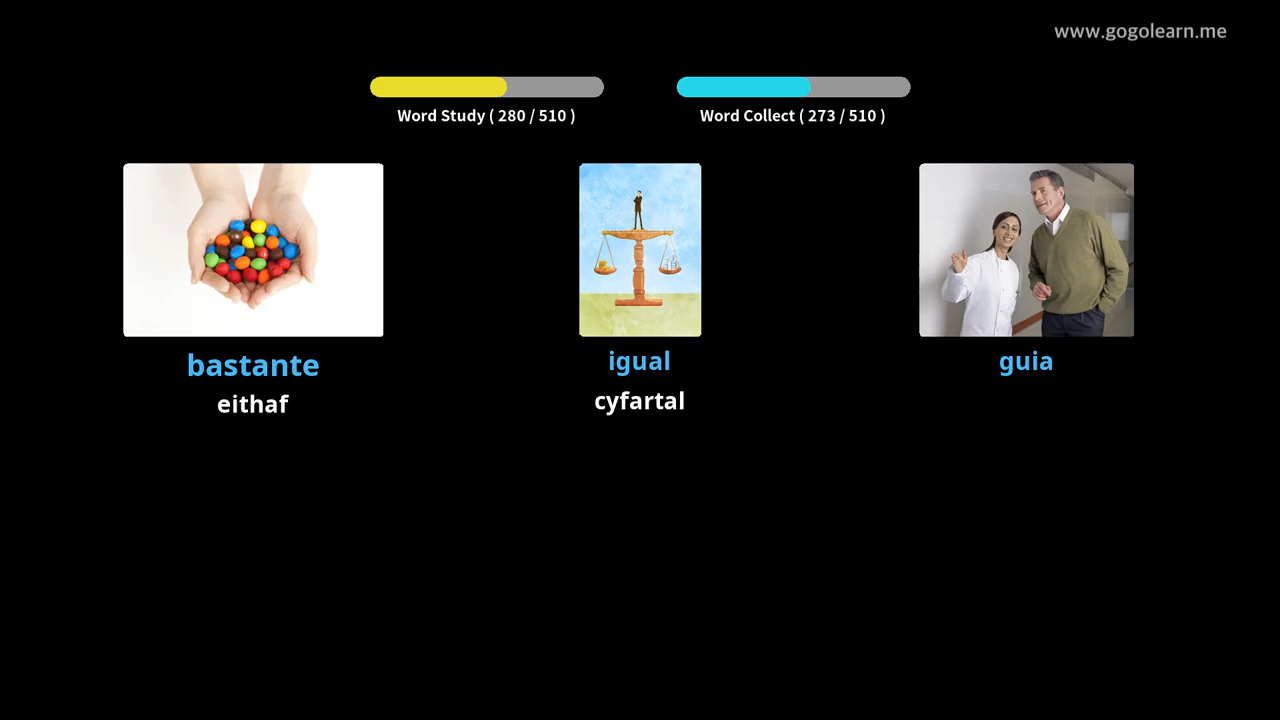 www.gogolearn.me
Word Study ( 280 / 510 )
Word Collect ( 273 / 510 )
bastante
igual
guia
eithaf
cyfartal